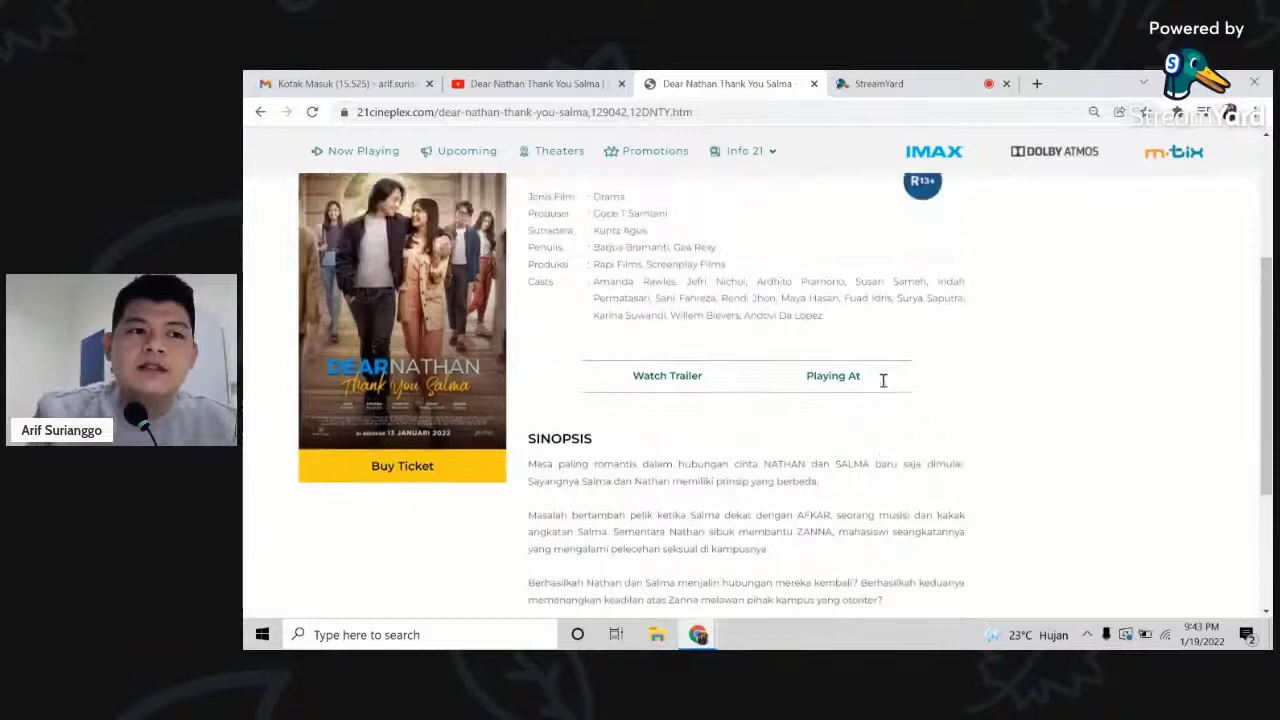 Powered by
StreamYard
Kotak Masuk (15.525) - arif.suria
Dear Nathan Thank You Salma |
Dear Nathan Thank You Salma -
StreamYard
21cineplex.com/dear-nathan-thank-you-salma,129042,12DNTY.htm
Now Playing
Upcoming
Theaters
Promotions
Info 21
IMAX
DOLBY ATMOS
m·tix
R13+
Jenis Film : Drama
Produser : Gope T Samtani
Sutradara : Kuntz Agus
Penulis : Bagus Bramanti, Gea Rexy
Produksi : Rapi Films, Screenplay Films
Casts : Amanda Rawles, Jefri Nichol, Ardhito Pramono, Susan Sameh, Indah
Permatasari, Sani Fahreza, Rendi Jhon, Maya Hasan, Fuad Idris, Surya Saputra,
Karina Suwandi, Willem Bievers, Andovi Da Lopez
DEAR NATHAN
Thank You Salma
DI BIOSKOP 13 JANUARI 2022
Buy Ticket
Watch Trailer
Playing At
SINOPSIS
Masa paling romantis dalam hubungan cinta NATHAN dan SALMA baru saja dimulai.
Sayangnya Salma dan Nathan memiliki prinsip yang berbeda.
Masalah bertambah pelik ketika Salma dekat dengan AFKAR, seorang musisi dan kakak
angkatan Salma. Sementara Nathan sibuk membantu ZANNA, mahasiswi seangkatannya
yang mengalami pelecehan seksual di kampusnya.
Berhasilkah Nathan dan Salma menjalin hubungan mereka kembali? Berhasilkah keduanya
memenangkan keadilan atas Zanna melawan pihak kampus yang otoriter?
Arif Surianggo
Type here to search
23°C Hujan
9:43 PM
1/19/2022
2